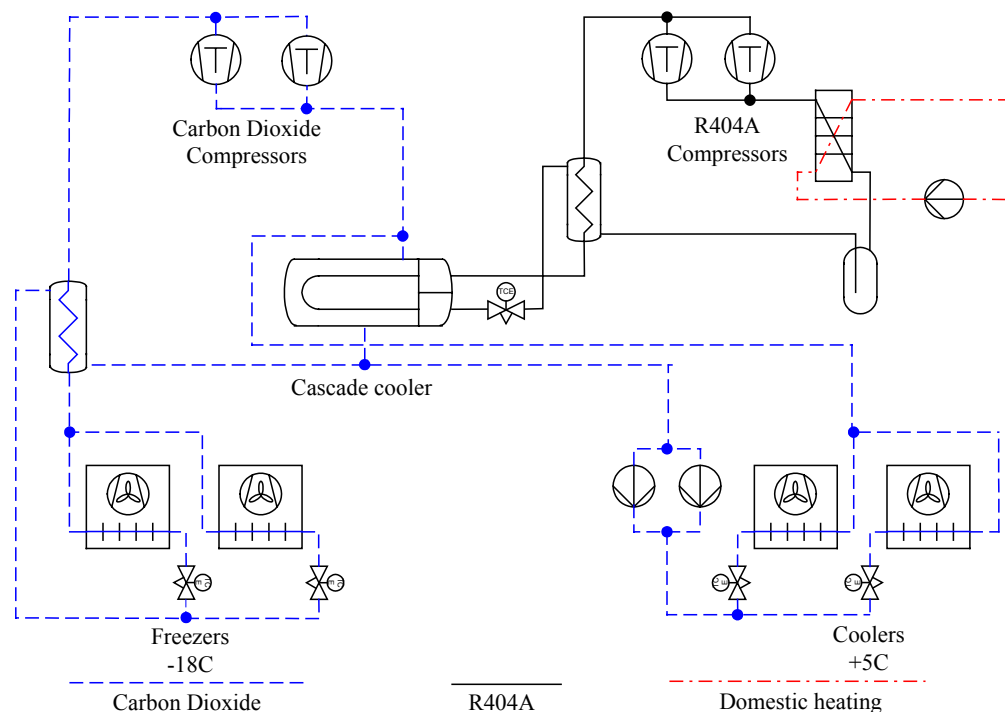 Carbon Dioxide
Compressors
R404A
Compressors
TCE
Cascade cooler
Freezers
-18C
Coolers
+5C
Carbon Dioxide
R404A
Domestic heating